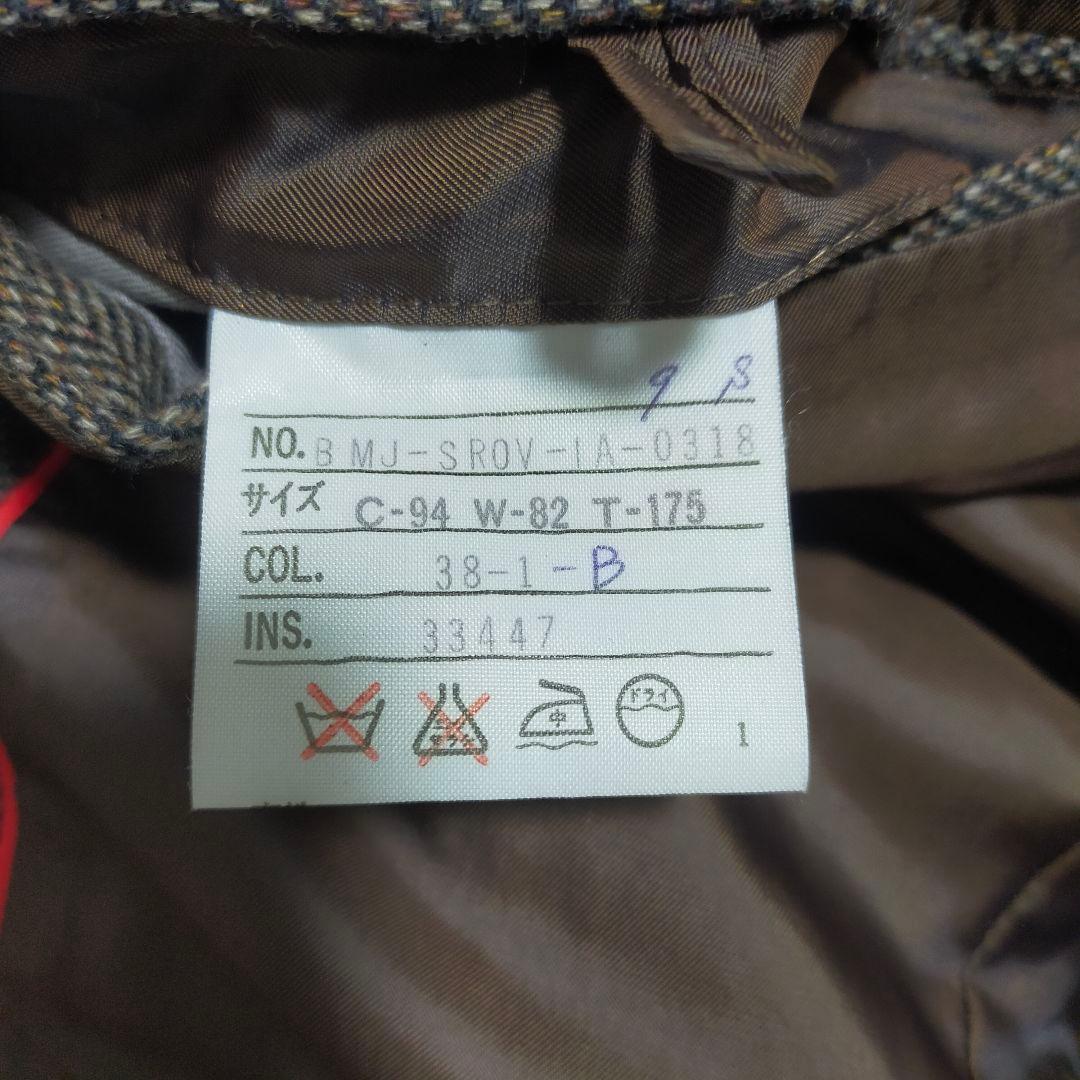 9 8
NO. B MJ-SROV-IA-0318
サイズ C-94 W-82 T-175
COL. 38-1-B
INS. 33447
中 ドライ
1